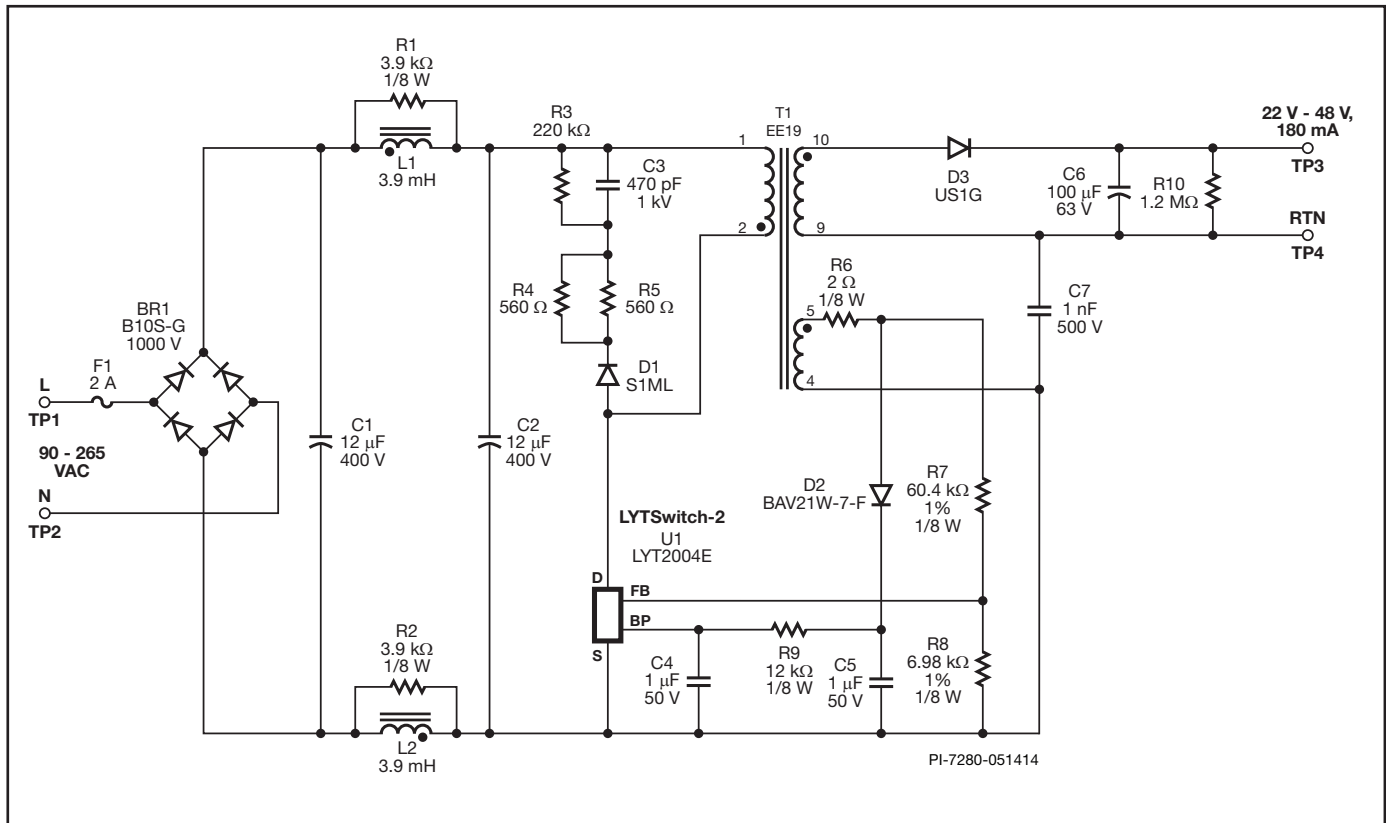 R1
3.9 kΩ
1/8 W
L1
3.9 mH
R3
220 kΩ
C3
470 pF
1 kV
T1
EE19
1
2
10
9
D3
US1G
C6
100 μF
63 V
R10
1.2 MΩ
22 V - 48 V,
180 mA
TP3
RTN
TP4
R4
560 Ω
R5
560 Ω
R6
2 Ω
1/8 W
5
4
C7
1 nF
500 V
BR1
B10S-G
1000 V
F1
2 A
L
TP1
90 - 265
VAC
N
TP2
D1
S1ML
C1
12 μF
400 V
C2
12 μF
400 V
D2
BAV21W-7-F
R7
60.4 kΩ
1%
1/8 W
LYTSwitch-2
U1
LYT2004E
D
FB
BP
S
R2
3.9 kΩ
1/8 W
L2
3.9 mH
C4
1 μF
50 V
R9
12 kΩ
1/8 W
C5
1 μF
50 V
R8
6.98 kΩ
1%
1/8 W
PI-7280-051414